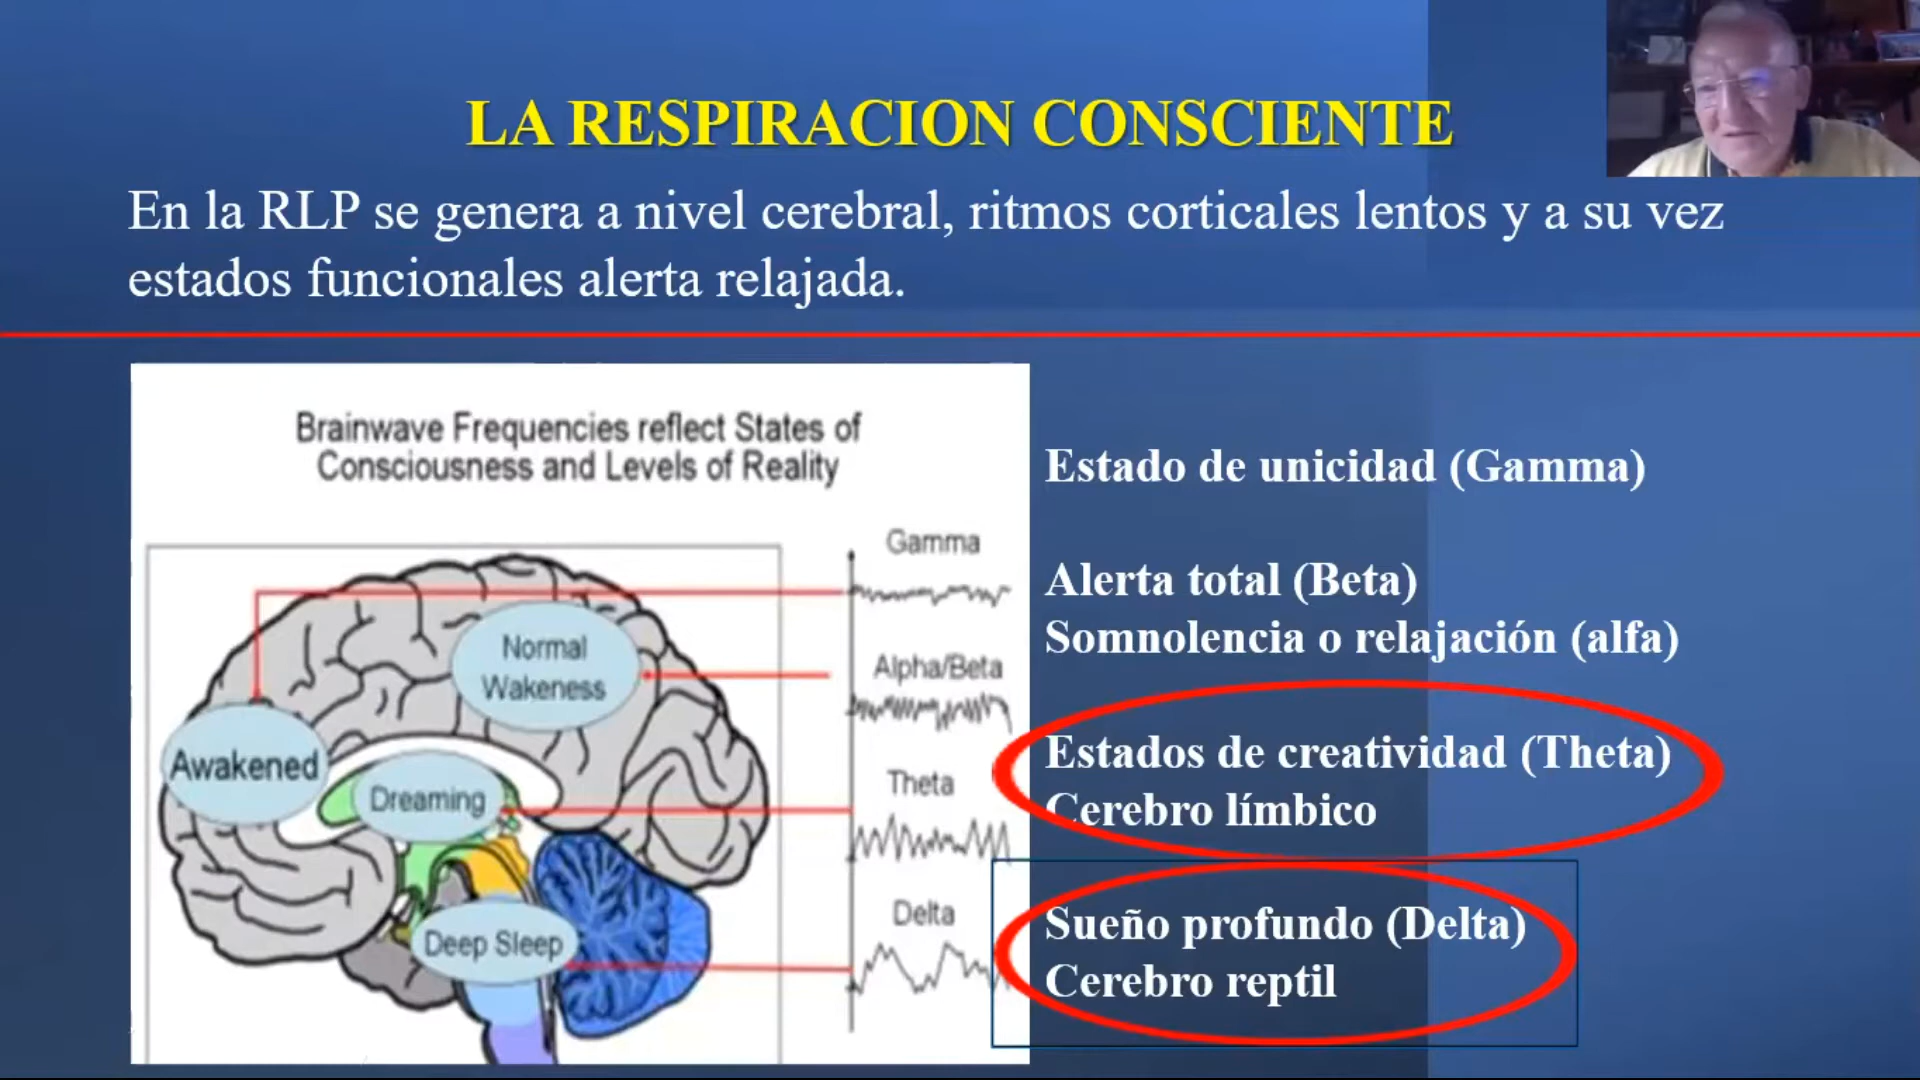 LA RESPIRACION CONSCIENTE
En la RLP se genera a nivel cerebral, ritmos corticales lentos y a su vez
estados funcionales alerta relajada.
Brainwave Frequencies reflect States of
Consciousness and Levels of Reality
Gamma
Normal
Wakeness
Alpha/Beta
Awakened
Dreaming
Theta
Delta
Deep Sleep
Estado de unicidad (Gamma)
Alerta total (Beta)
Somnolencia o relajación (alfa)
Estados de creatividad (Theta)
Cerebro límbico
Sueño profundo (Delta)
Cerebro reptil